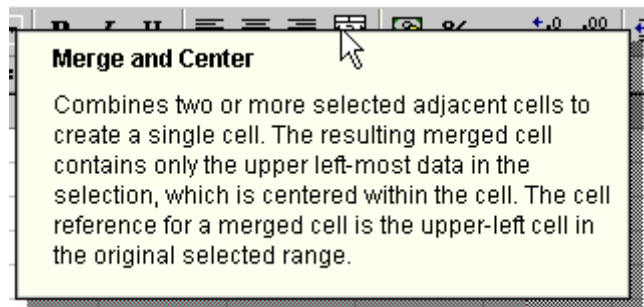 Merge and Center
Combines two or more selected adjacent cells to
create a single cell. The resulting merged cell
contains only the upper left-most data in the
selection, which is centered within the cell. The cell
reference for a merged cell is the upper-left cell in
the original selected range.